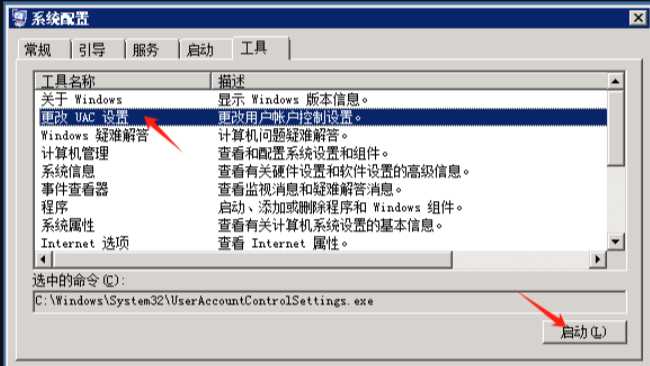 系统配置
常规 引导 服务 启动 工具
工具名称 描述
关于 Windows 显示 Windows 版本信息。
更改 UAC 设置 更改用户帐户控制设置。
Windows 疑难解答 计算机问题疑难解答。
计算机管理 查看和配置系统设置和组件。
系统信息 查看有关硬件设置和软件设置的高级信息。
事件查看器 查看监视消息和疑难解答消息。
程序 启动、添加或删除程序和 Windows 组件。
系统属性 查看有关计算机系统设置的基本信息。
Internet 选项 查看 Internet 属性。
选中的命令(C):
C:\Windows\System32\UserAccountControlSettings.exe
启动(L)